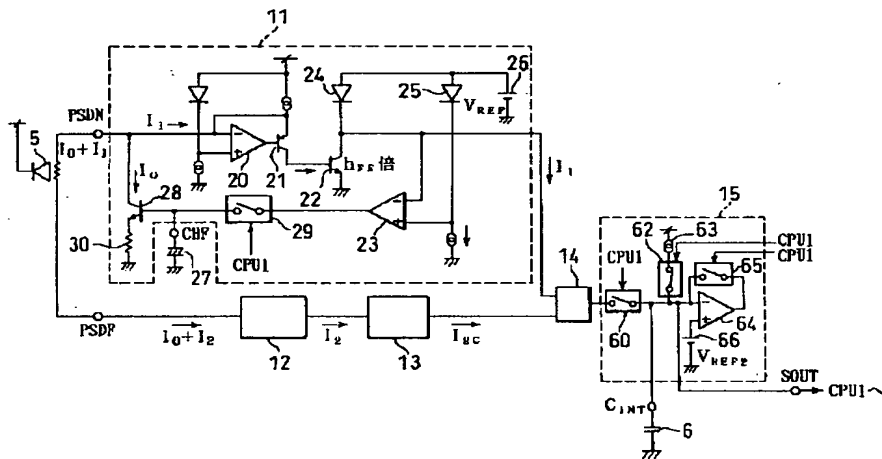 11
PSDN
I₁
5
I₀+I₁
I₀
28
30
CHF
27
20
21
22
hFE倍
24
25
26
VREF
23
29
CPU1
I₁
PSDF
I₀+I₂
12
I₂
13
ISC
14
15
CPU1
60
62
63
CPU1
CPU1
65
64
66
VREF2
SOUT
CPU1へ
CINT
6